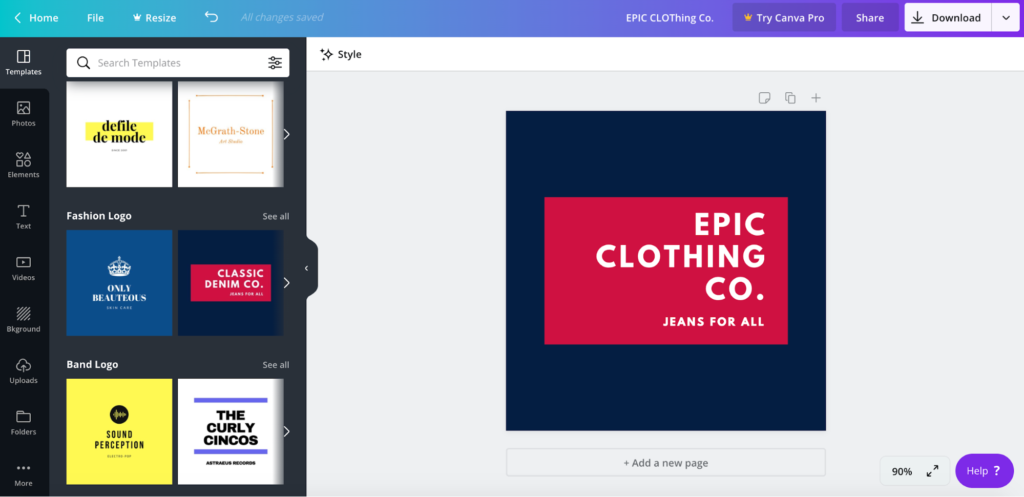 Home
File
Resize
All changes saved
EPIC CLOThing Co.
Try Canva Pro
Share
Download
Templates
Photos
Elements
Text
Videos
Bkground
Uploads
Folders
More
Search Templates
defile
de mode
McGrath-Stone
Art Studio
Fashion Logo
See all
ONLY
BEAUTEOUS
SKIN CARE
CLASSIC
DENIM CO.
JEANS FOR ALL
Band Logo
See all
SOUND
PERCEPTION
ELECTRO POP
THE
CURLY
CINCOS
ASTRAEUS RECORDS
Style
EPIC
CLOTHING
CO.
JEANS FOR ALL
+ Add a new page
90%
Help ?